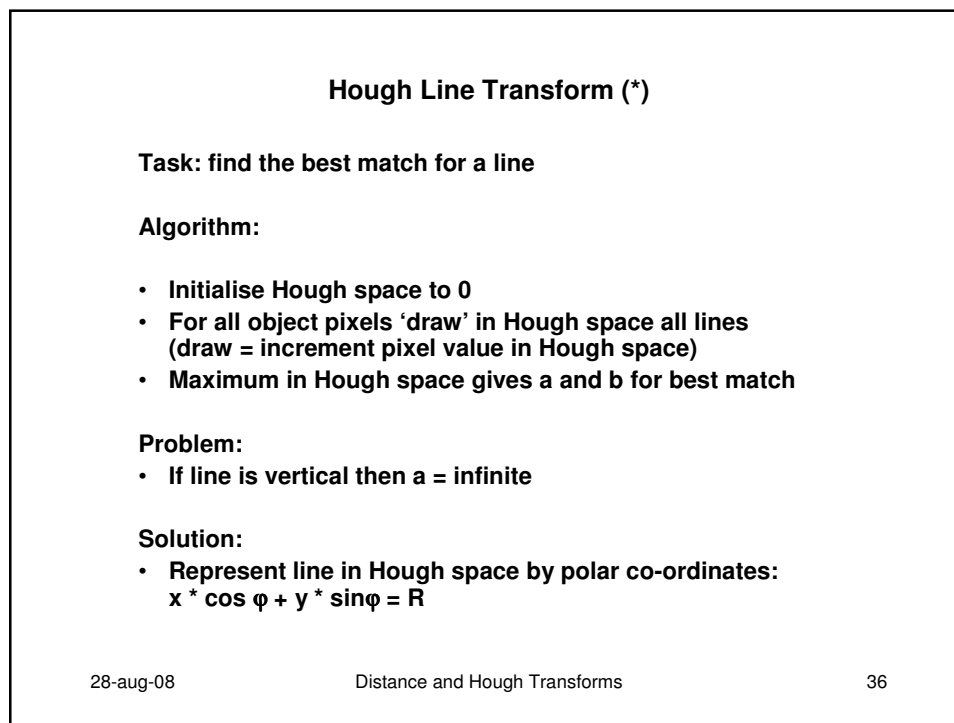 Hough Line Transform (*)
Task: find the best match for a line
Algorithm:
• Initialise Hough space to 0
• For all object pixels ‘draw’ in Hough space all lines
(draw = increment pixel value in Hough space)
• Maximum in Hough space gives a and b for best match
Problem:
• If line is vertical then a = infinite
Solution:
• Represent line in Hough space by polar co-ordinates:
x * cos φ + y * sinφ = R
28-aug-08 Distance and Hough Transforms 36